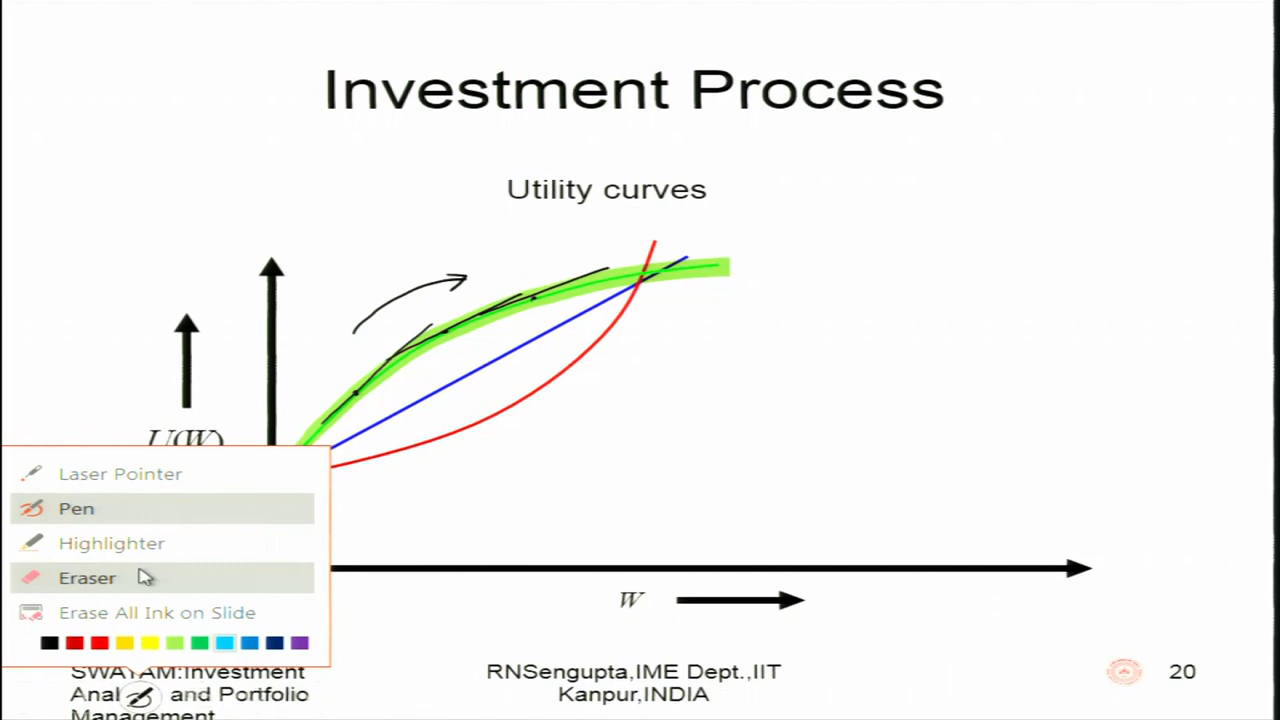 Investment Process
Utility curves
U(W)
Laser Pointer
Pen
Highlighter
Eraser
Erase All Ink on Slide
W
SWAYAM:Investment
Anal and Portfolio
Management
RNSengupta,IME Dept.,IIT
Kanpur,INDIA
20